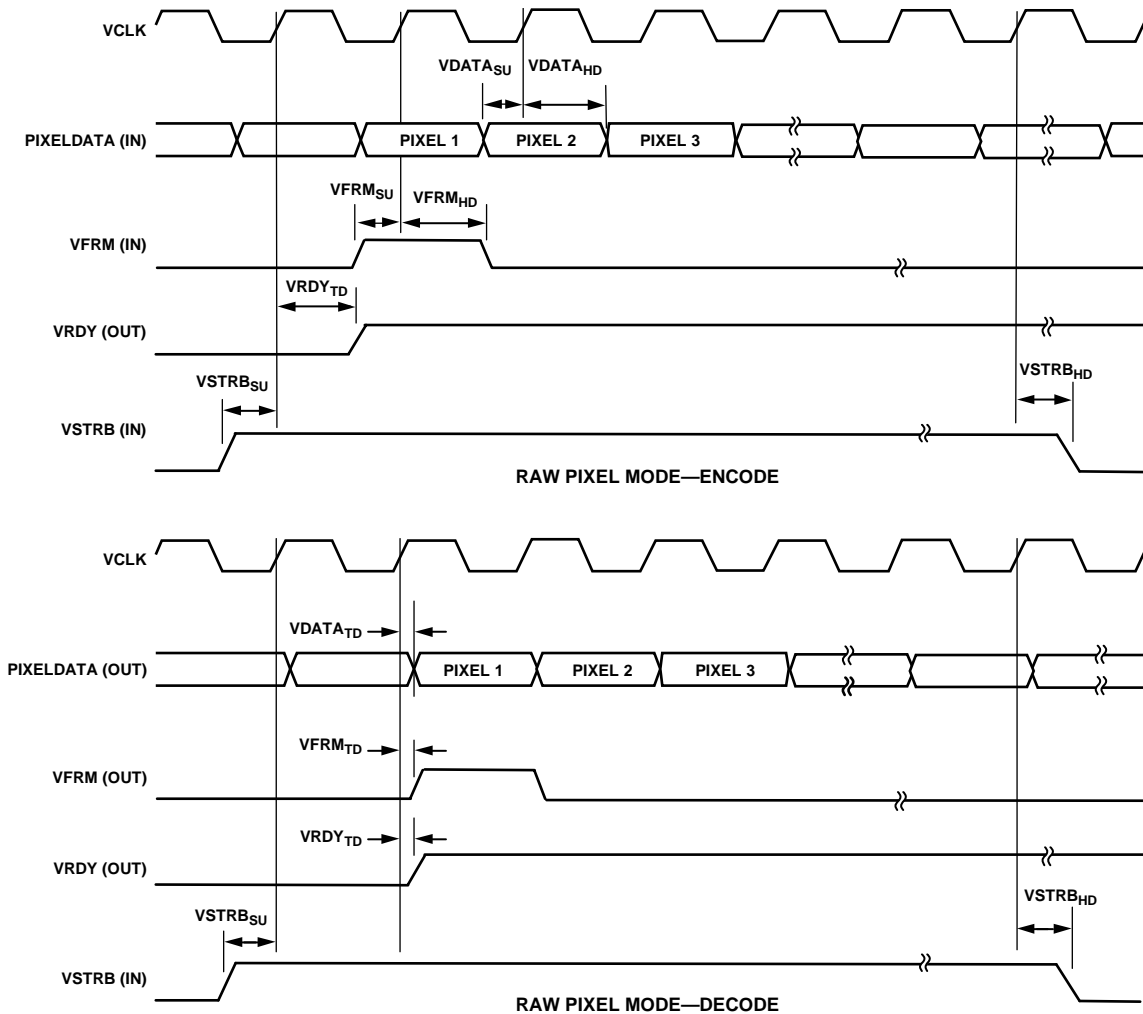 VCLK
VDATASU VDATAHD
PIXELDATA (IN) PIXEL 1 PIXEL 2 PIXEL 3
VFRMSU VFRMHD
VFRM (IN)
VRDYTD
VRDY (OUT)
VSTRBSU VSTRBHD
VSTRB (IN)
RAW PIXEL MODE—ENCODE
VCLK
VDATATD
PIXELDATA (OUT) PIXEL 1 PIXEL 2 PIXEL 3
VFRMTD
VFRM (OUT)
VRDYTD
VRDY (OUT)
VSTRBSU VSTRBHD
VSTRB (IN)
RAW PIXEL MODE—DECODE